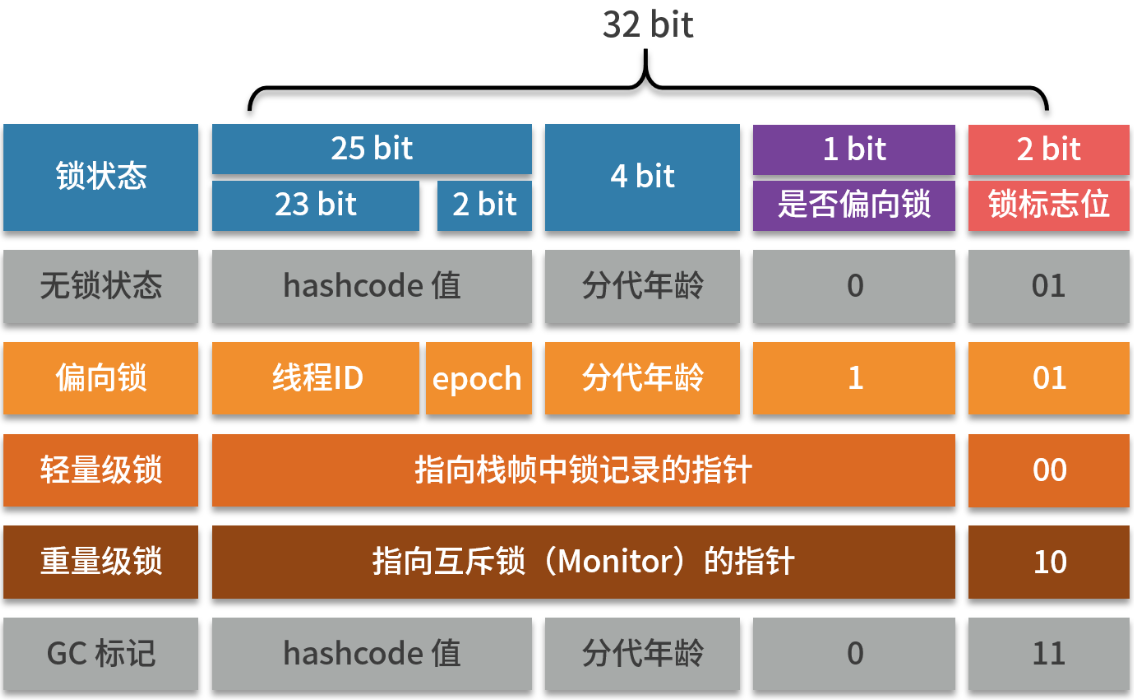 32 bit
锁状态
25 bit
4 bit
1 bit
2 bit
23 bit
2 bit
是否偏向锁
锁标志位
无锁状态
hashcode 值
分代年龄
0
01
偏向锁
线程ID
epoch
分代年龄
1
01
轻量级锁
指向栈帧中锁记录的指针
00
重量级锁
指向互斥锁（Monitor）的指针
10
GC 标记
hashcode 值
分代年龄
0
11